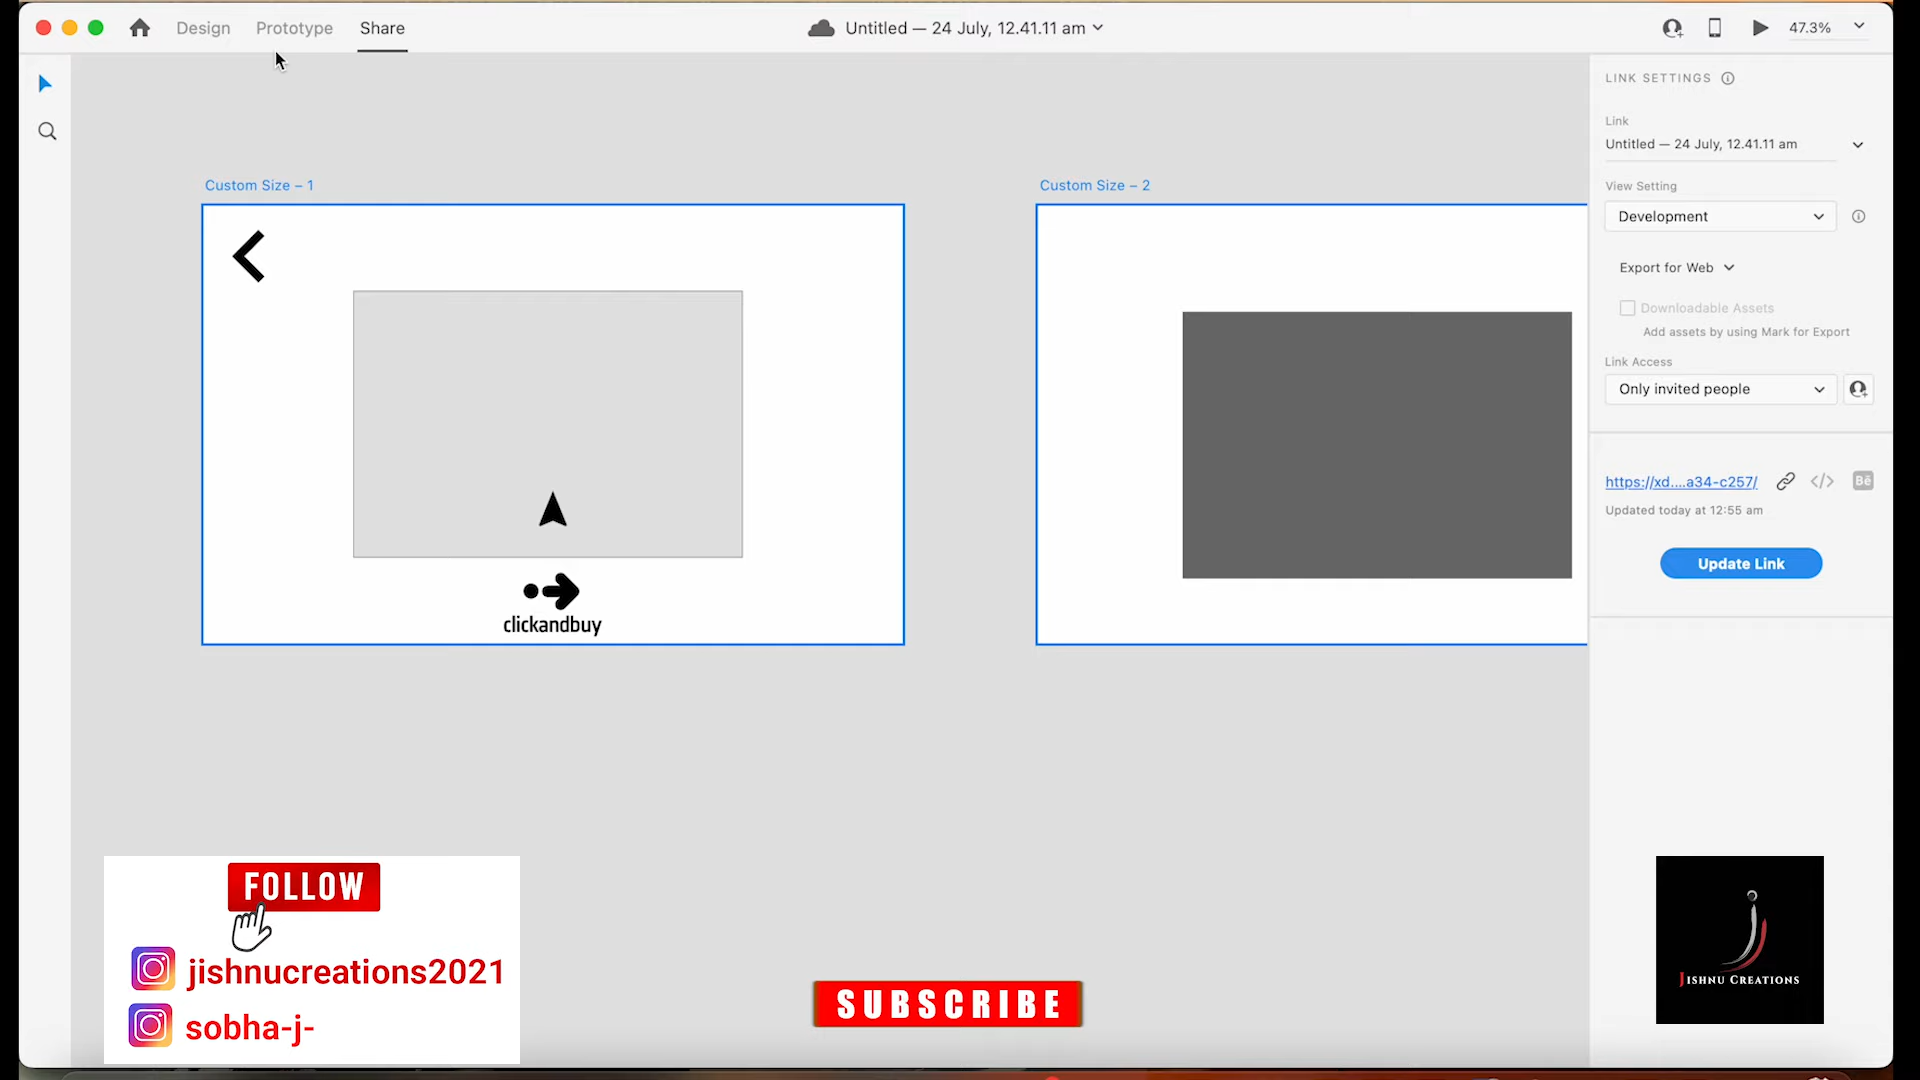 Design Prototype Share
Untitled — 24 July, 12.41.11 am
47.3%
LINK SETTINGS
Link
Untitled — 24 July, 12.41.11 am
View Setting
Development
Export for Web
Downloadable Assets
Add assets by using Mark for Export
Link Access
Only invited people
https://xd....a34-c257/
Bē
Updated today at 12:55 am
Update Link
Custom Size – 1
Custom Size – 2
clickandbuy
FOLLOW
jishnucreations2021
sobha-j-
SUBSCRIBE
JISHNU CREATIONS